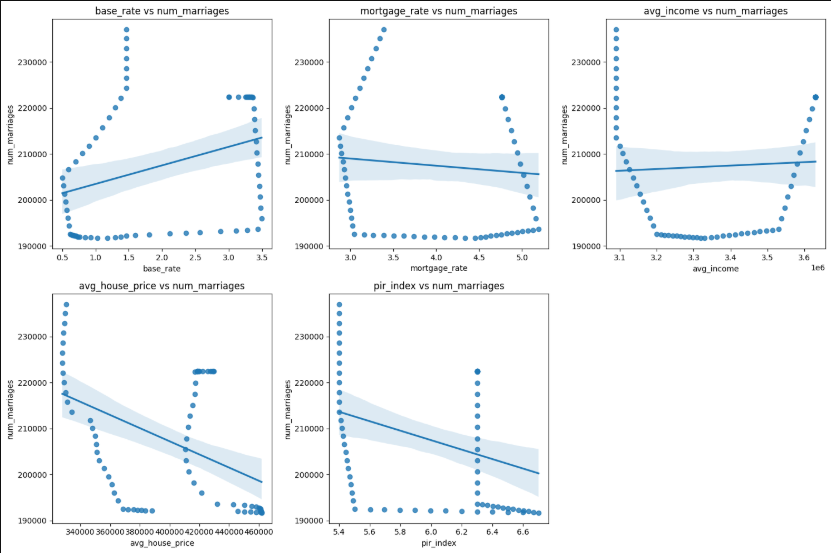 base_rate vs num_marriages
num_marriages
230000
220000
210000
200000
190000
0.5 1.0 1.5 2.0 2.5 3.0 3.5
base_rate
mortgage_rate vs num_marriages
num_marriages
230000
220000
210000
200000
190000
3.0 3.5 4.0 4.5 5.0
mortgage_rate
avg_income vs num_marriages
num_marriages
230000
220000
210000
200000
190000
3.1 3.2 3.3 3.4 3.5 3.6
1e6
avg_income
avg_house_price vs num_marriages
num_marriages
230000
220000
210000
200000
190000
340000 360000 380000 400000 420000 440000 460000
avg_house_price
pir_index vs num_marriages
num_marriages
230000
220000
210000
200000
190000
5.4 5.6 5.8 6.0 6.2 6.4 6.6
pir_index